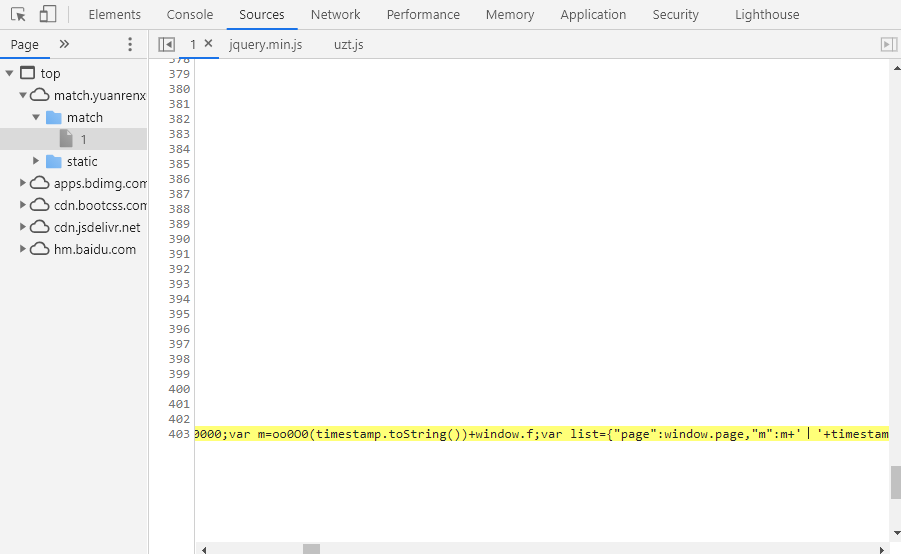 Elements Console Sources Network Performance Memory Application Security Lighthouse
Page » 1 × jquery.min.js uzt.js
top
match.yuanrenx
match
1
static
apps.bdimg.com
cdn.bootcss.com
cdn.jsdelivr.net
hm.baidu.com
378
379
380
381
382
383
384
385
386
387
388
389
390
391
392
393
394
395
396
397
398
399
400
401
402
403 0000;var m=oo0O0(timestamp.toString())+window.f;var list={"page":window.page,"m":m+'丨'+timestam